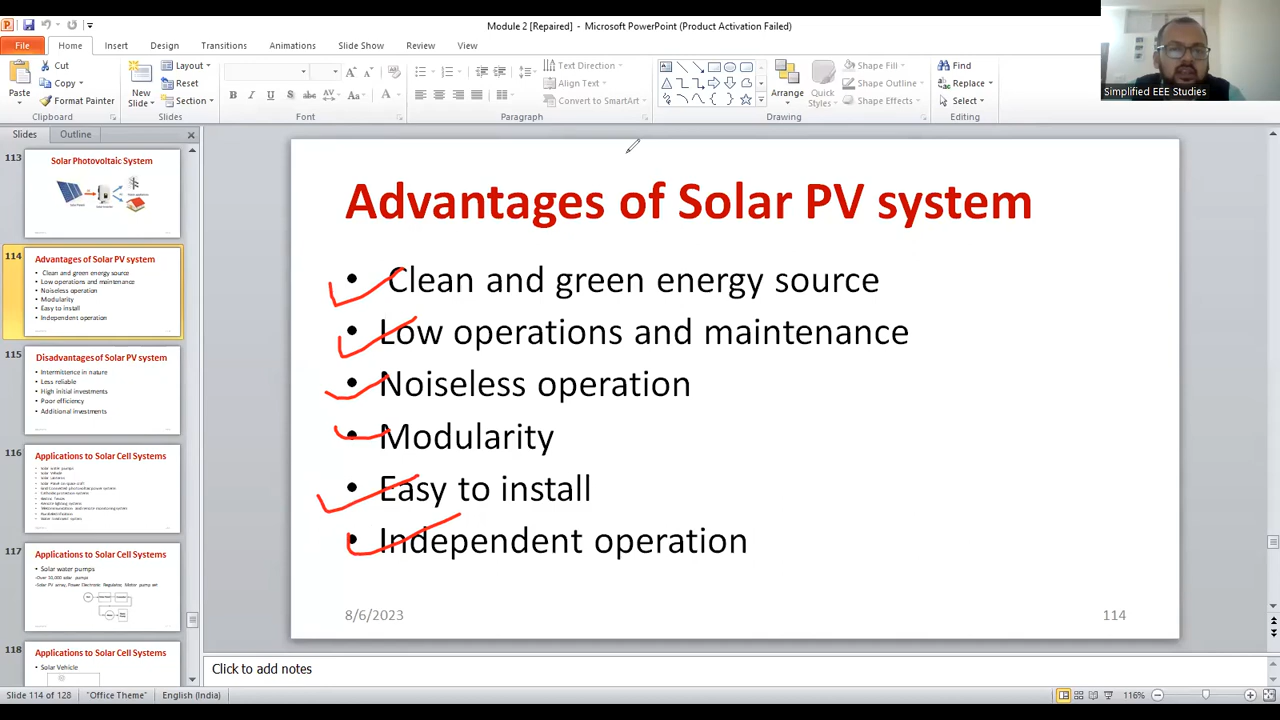 Module 2 [Repaired] - Microsoft PowerPoint (Product Activation Failed)
File Home Insert Design Transitions Animations Slide Show Review View
Paste
Cut
Copy
Format Painter
Clipboard
New Slide
Layout
Reset
Section
Slides
Font
Text Direction
Align Text
Convert to SmartArt
Paragraph
Arrange
Quick Styles
Shape Fill
Shape Outline
Shape Effects
Drawing
Find
Replace
Select
Editing
Simplified EEE Studies
Slides Outline
113
Solar Photovoltaic System
114
Advantages of Solar PV system
• Clean and green energy source
• Low operations and maintenance
• Noiseless operation
• Modularity
• Easy to install
• Independent operation
115
Disadvantages of Solar PV system
• Intermittence in nature
• Less reliable
• High initial investments
• Poor efficiency
• Additional investments
116
Applications to Solar Cell Systems
117
Applications to Solar Cell Systems
• Solar water pumps
118
Applications to Solar Cell Systems
• Solar Vehicle
Advantages of Solar PV system
• Clean and green energy source
• Low operations and maintenance
• Noiseless operation
• Modularity
• Easy to install
• Independent operation
8/6/2023
114
Click to add notes
Slide 114 of 128 "Office Theme" English (India) 116%